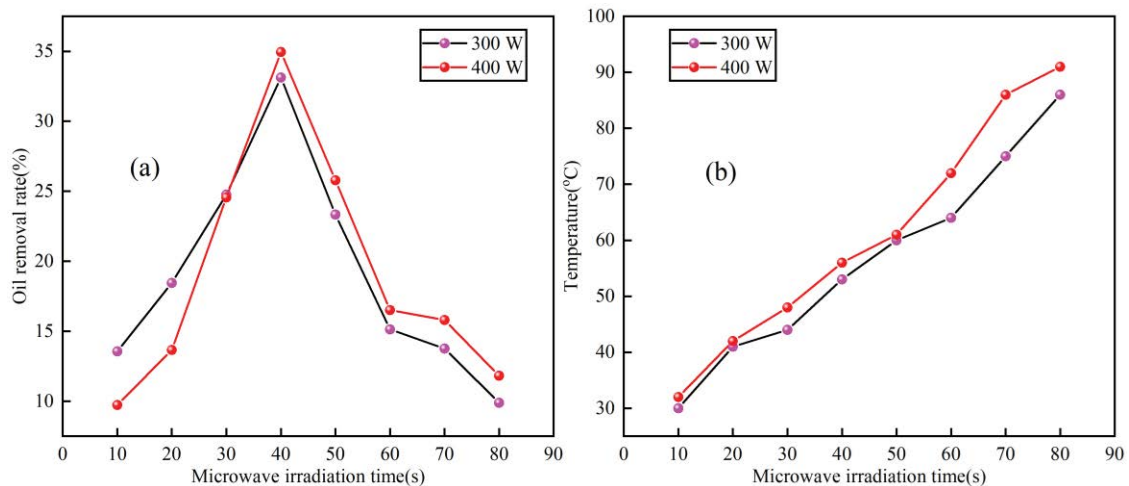 35
30
25
20
15
10
Oil removal rate(%)
300 W
400 W
(a)
0 10 20 30 40 50 60 70 80 90
Microwave irradiation time(s)
100
90
80
70
60
50
40
30
Temperature(°C)
300 W
400 W
(b)
0 10 20 30 40 50 60 70 80 90
Microwave irradiation time(s)